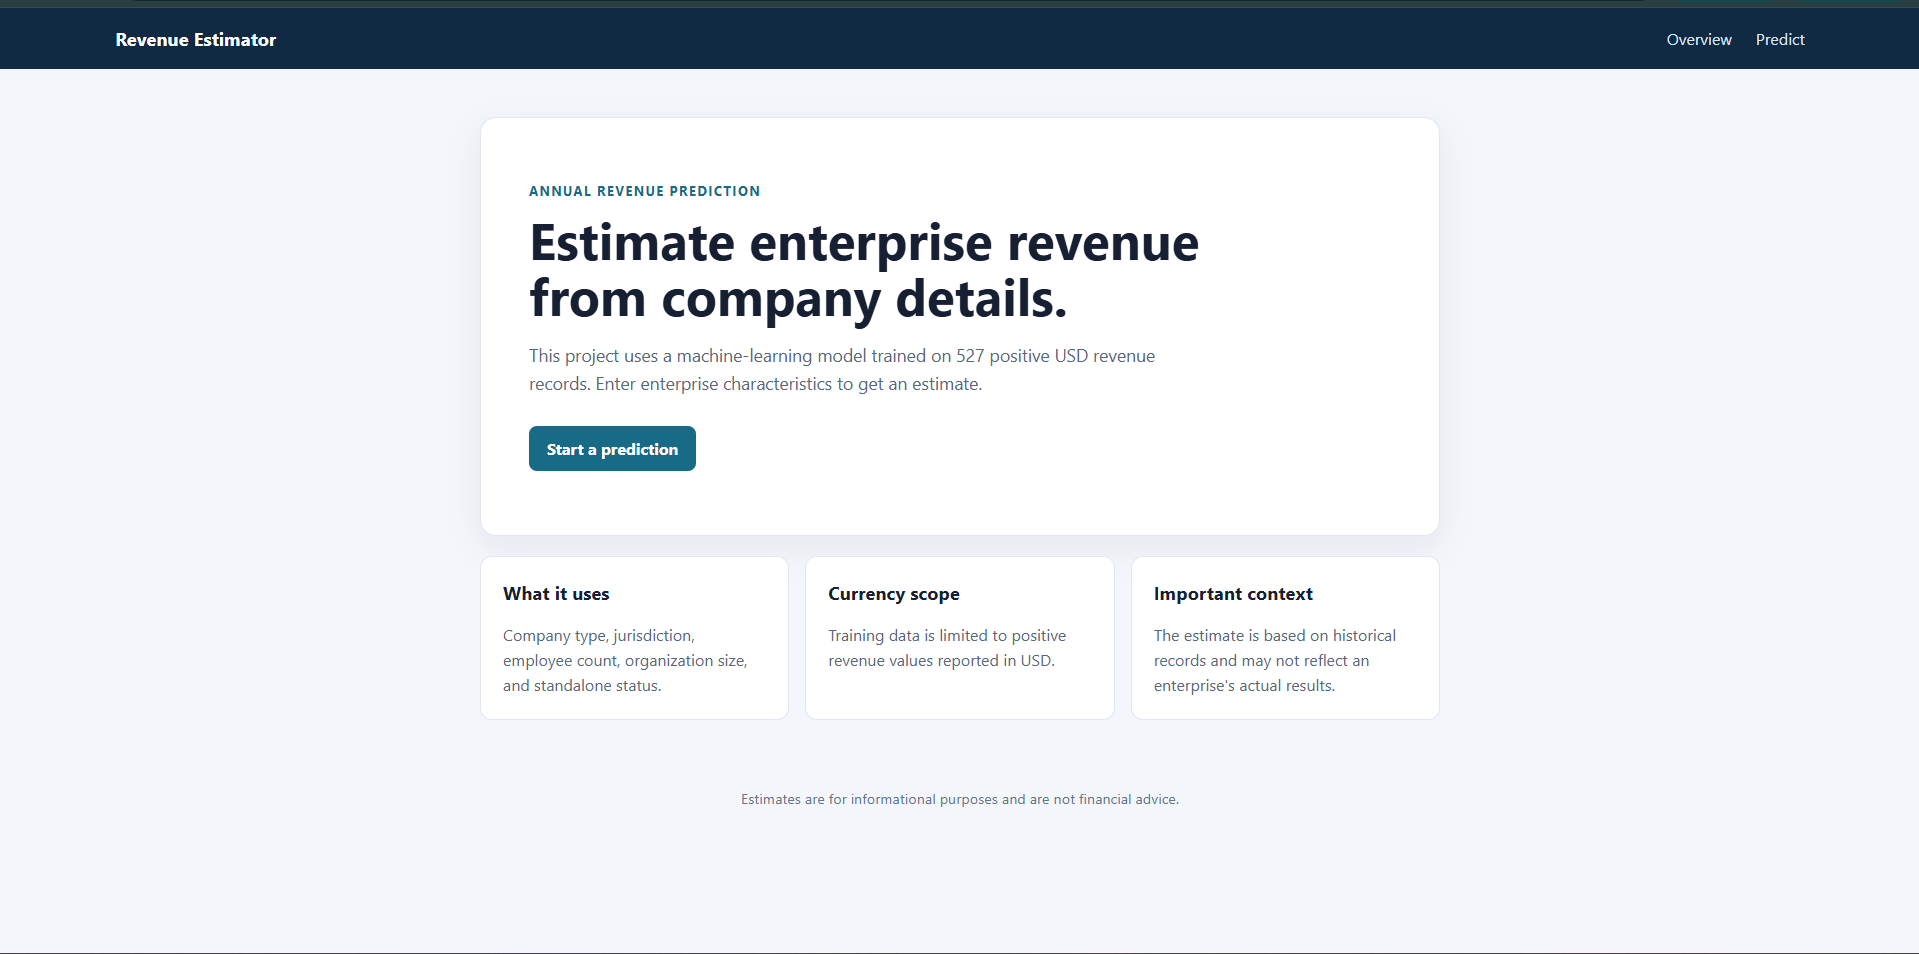 Revenue Estimator
Overview
Predict
ANNUAL REVENUE PREDICTION
Estimate enterprise revenue
from company details.
This project uses a machine-learning model trained on 527 positive USD revenue
records. Enter enterprise characteristics to get an estimate.
Start a prediction
What it uses
Company type, jurisdiction,
employee count, organization size,
and standalone status.
Currency scope
Training data is limited to positive
revenue values reported in USD.
Important context
The estimate is based on historical
records and may not reflect an
enterprise's actual results.
Estimates are for informational purposes and are not financial advice.